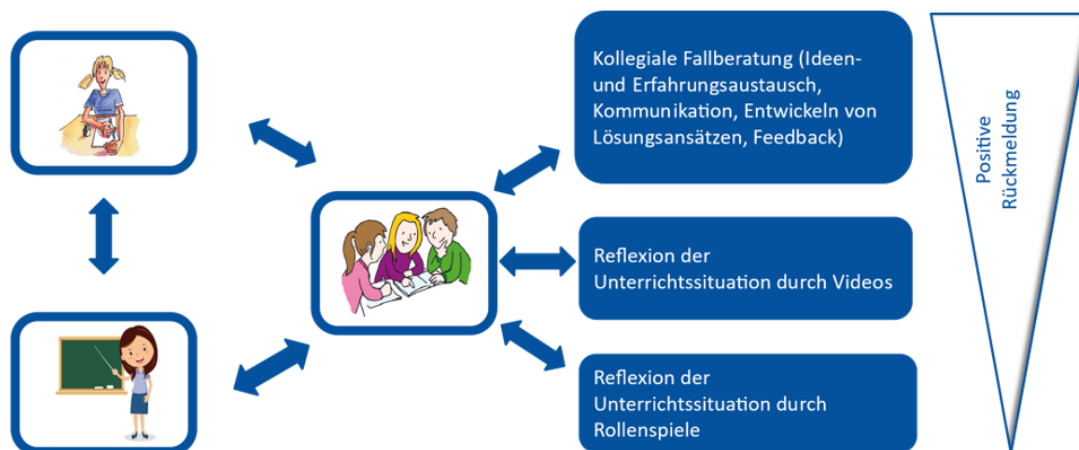 Kollegiale Fallberatung (Ideen-
und Erfahrungsaustausch,
Kommunikation, Entwickeln von
Lösungsansätzen, Feedback)
Reflexion der
Unterrichtssituation durch Videos
Reflexion der
Unterrichtssituation durch
Rollenspiele
Positive
Rückmeldung